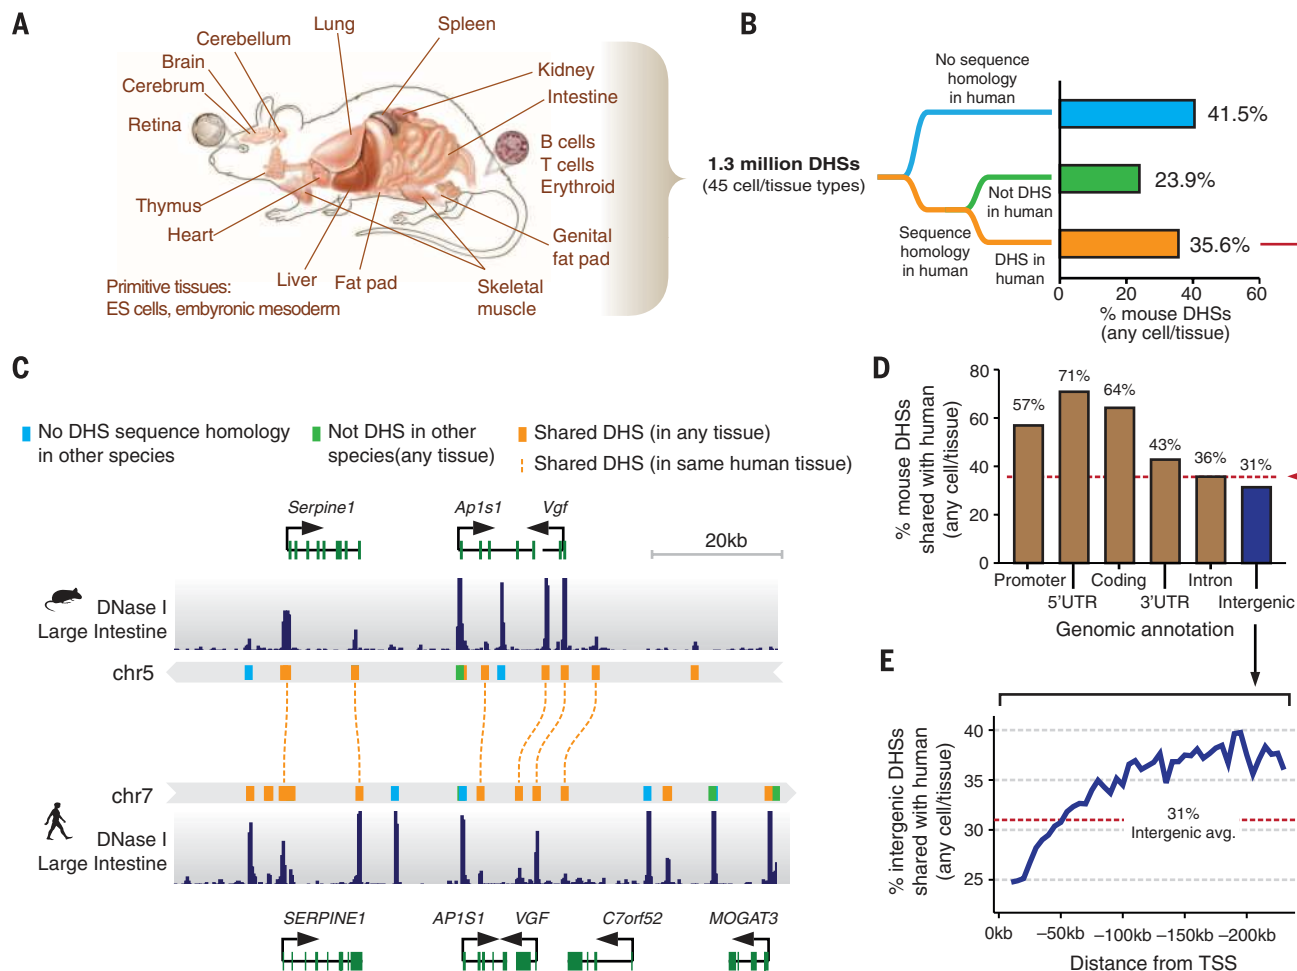 A
Lung
Spleen
Cerebellum
Brain
Cerebrum
Kidney
Intestine
Retina
B cells
T cells
Erythroid
Thymus
Heart
Genital
fat pad
Liver
Fat pad
Skeletal
muscle
Primitive tissues:
ES cells, embyronic mesoderm
B
No sequence
homology
in human
41.5%
1.3 million DHSs
(45 cell/tissue types)
Not DHS
in human
23.9%
Sequence
homology
in human
DHS in
human
35.6%
0 20 40 60
% mouse DHSs
(any cell/tissue)
C
No DHS sequence homology
in other species
Not DHS in other
species(any tissue)
Shared DHS (in any tissue)
Shared DHS (in same human tissue)
Serpine1 Ap1s1 Vgf
20kb
DNase I
Large Intestine
chr5
chr7
DNase I
Large Intestine
SERPINE1 AP1S1 VGF C7orf52 MOGAT3
D
% mouse DHSs
shared with human
(any cell/tissue)
80
60
40
20
0
57%
71%
64%
43%
36%
31%
Promoter Coding Intron
5'UTR 3'UTR Intergenic
Genomic annotation
E
% intergenic DHSs
shared with human
(any cell/tissue)
40
35
30
25
31%
Intergenic avg.
0kb –50kb –100kb –150kb –200kb
Distance from TSS